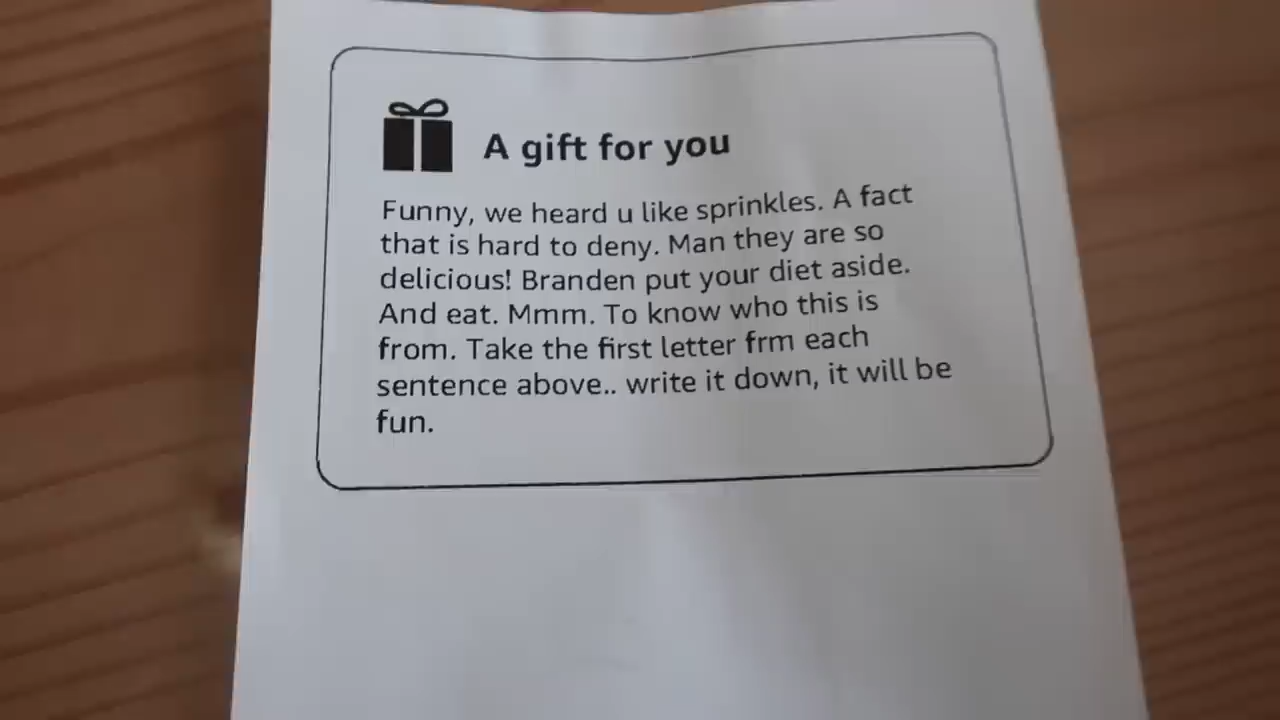 A gift for you
Funny, we heard u like sprinkles. A fact
that is hard to deny. Man they are so
delicious! Branden put your diet aside.
And eat. Mmm. To know who this is
from. Take the first letter frm each
sentence above.. write it down, it will be
fun.